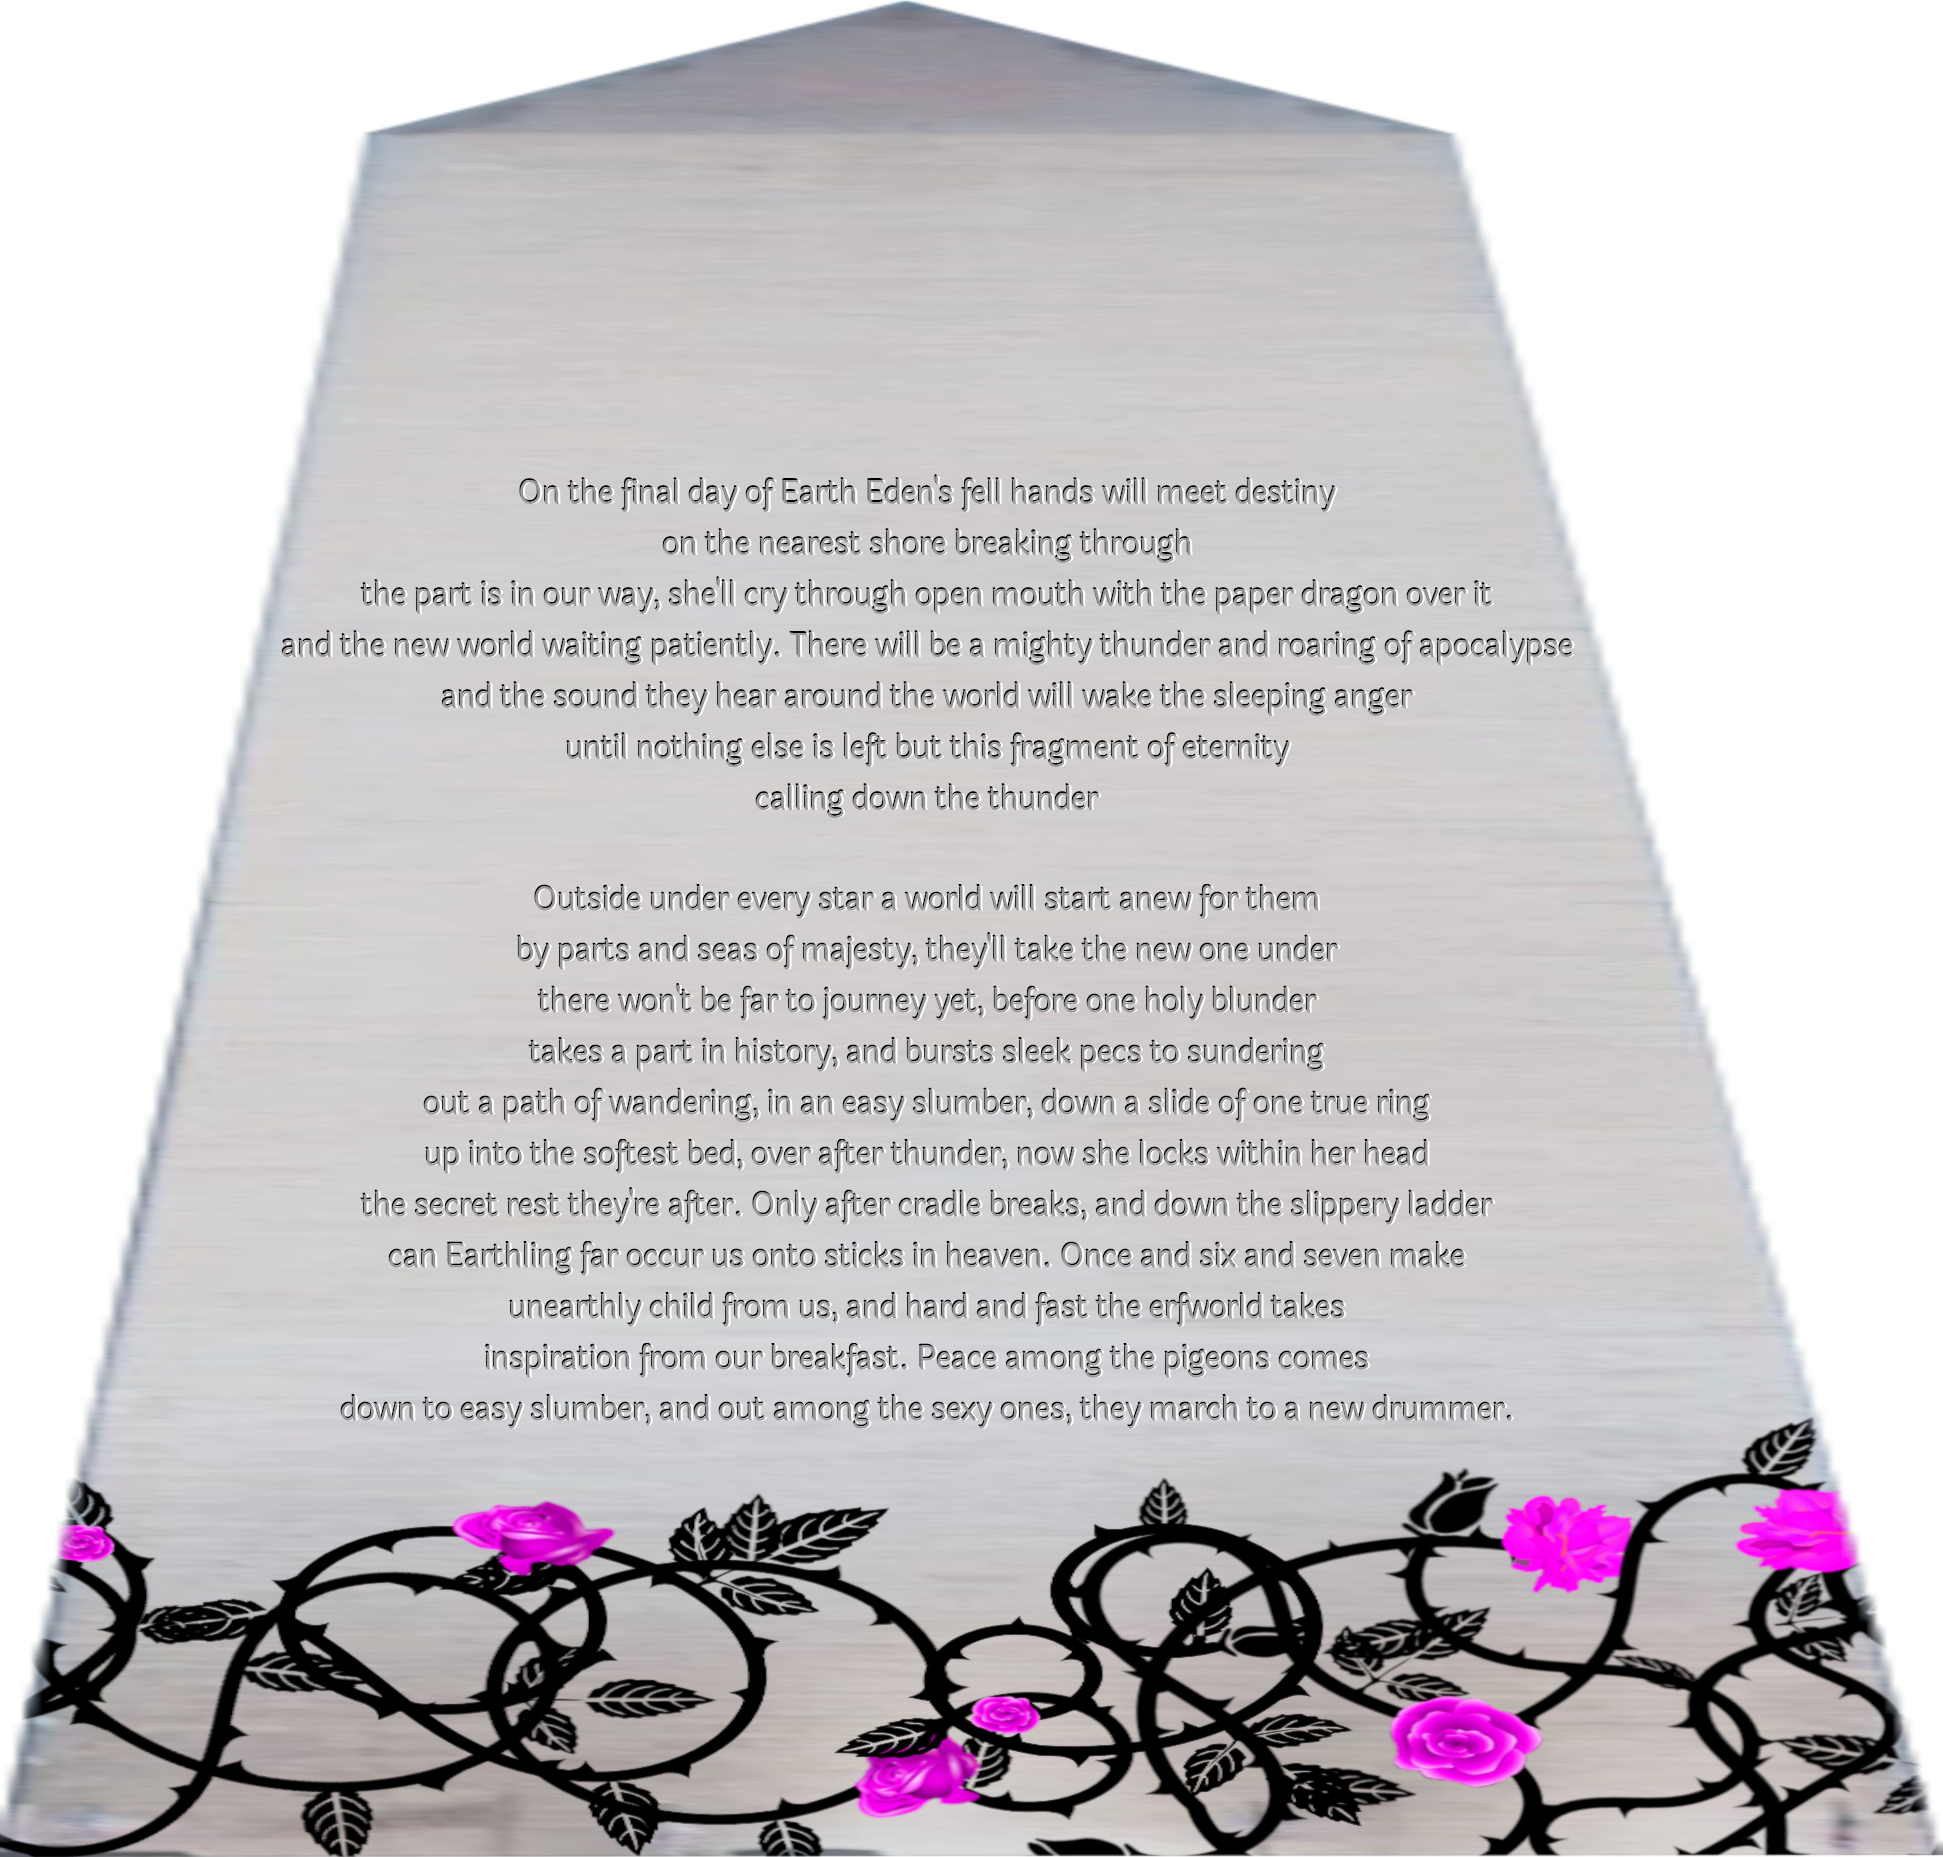 On the final day of Earth Eden's fell hands will meet destiny
on the nearest shore breaking through
the part is in our way, she'll cry through open mouth with the paper dragon over it
and the new world waiting patiently. There will be a mighty thunder and roaring of apocalypse
and the sound they hear around the world will wake the sleeping anger
until nothing else is left but this fragment of eternity
calling down the thunder
Outside under every star a world will start anew for them
by parts and seas of majesty, they'll take the new one under
there won't be far to journey yet, before one holy blunder
takes a part in history, and bursts sleek pecs to sundering
out a path of wandering, in an easy slumber, down a slide of one true ring
up into the softest bed, over after thunder, now she locks within her head
the secret rest they're after. Only after cradle breaks, and down the slippery ladder
can Earthling far occur us onto sticks in heaven. Once and six and seven make
unearthly child from us, and hard and fast the erfworld takes
inspiration from our breakfast. Peace among the pigeons comes
down to easy slumber, and out among the sexy ones, they march to a new drummer.